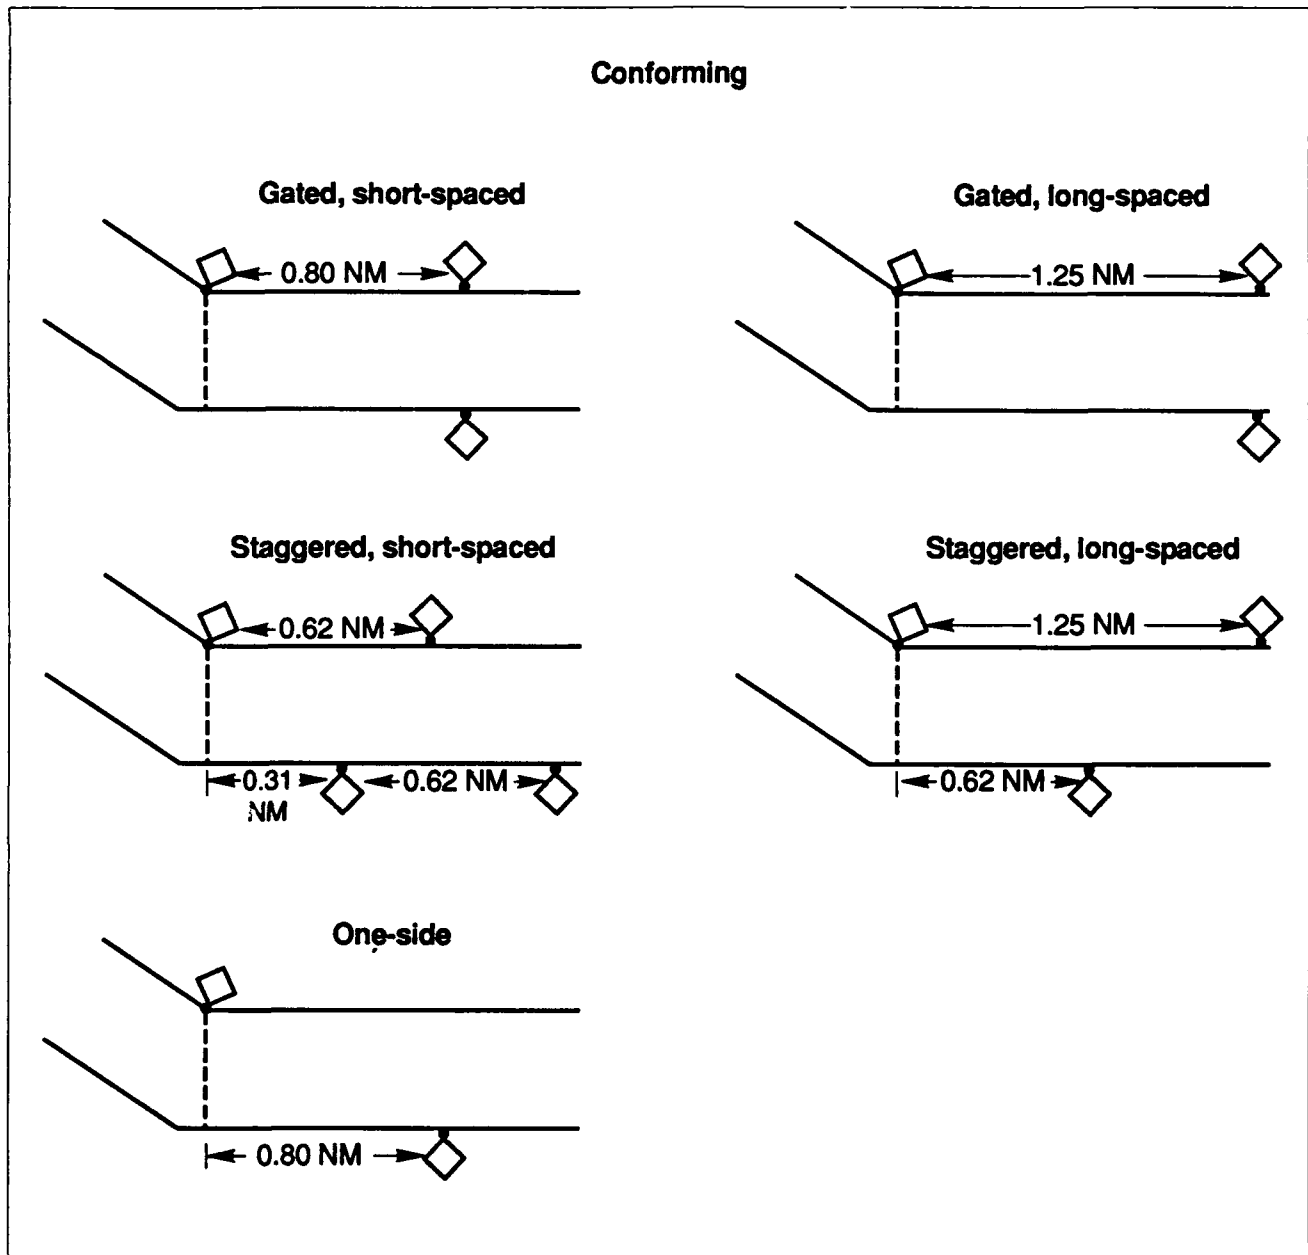 Conforming
Gated, short-spaced
0.80 NM
Gated, long-spaced
1.25 NM
Staggered, short-spaced
0.62 NM
0.31
NM
0.62 NM
Staggered, long-spaced
1.25 NM
0.62 NM
One-side
0.80 NM